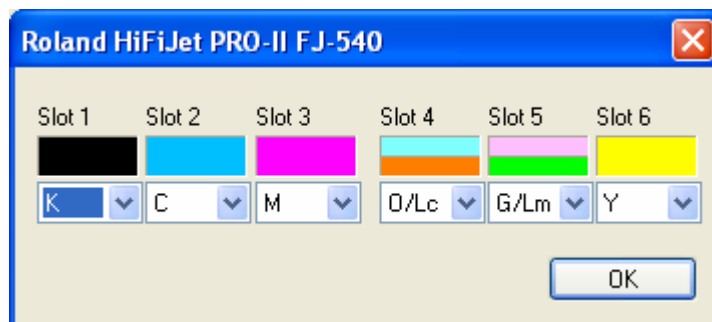 Roland HiFiJet PRO-II FJ-540
Slot 1 Slot 2 Slot 3 Slot 4 Slot 5 Slot 6
K C M O/Lc G/Lm Y
OK